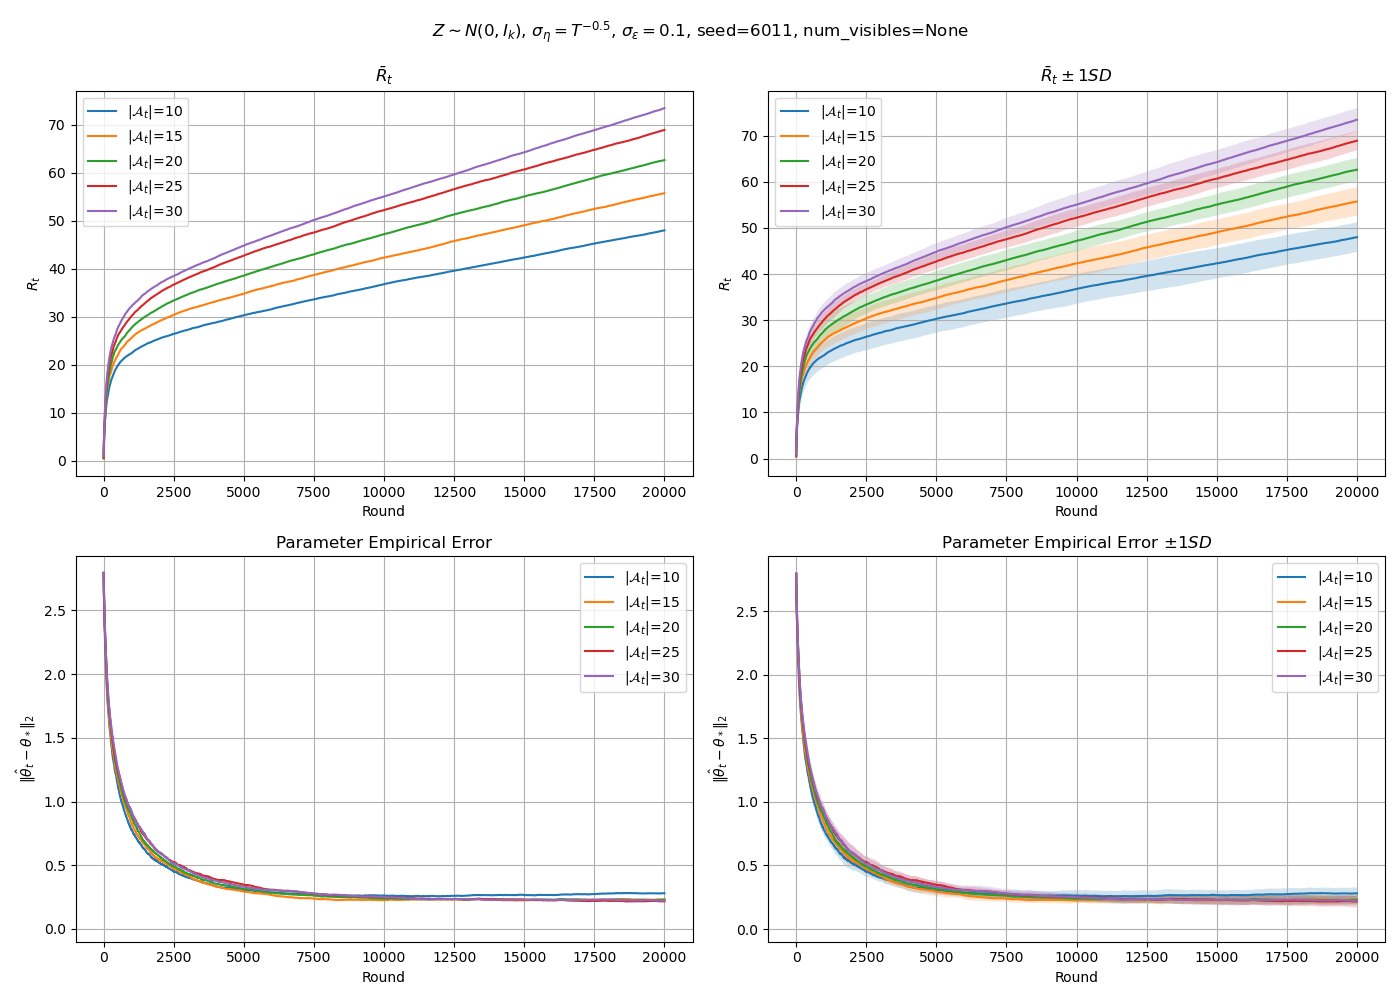 Z ~ N(0, I_k), σ_η = T^{-0.5}, σ_ε = 0.1, seed=6011, num_visibles=None
R̄_t
|𝒜_t|=10
|𝒜_t|=15
|𝒜_t|=20
|𝒜_t|=25
|𝒜_t|=30
70
60
50
40
30
20
10
0
R_t
0 2500 5000 7500 10000 12500 15000 17500 20000
Round
R̄_t ± 1SD
|𝒜_t|=10
|𝒜_t|=15
|𝒜_t|=20
|𝒜_t|=25
|𝒜_t|=30
70
60
50
40
30
20
10
0
R_t
0 2500 5000 7500 10000 12500 15000 17500 20000
Round
Parameter Empirical Error
|𝒜_t|=10
|𝒜_t|=15
|𝒜_t|=20
|𝒜_t|=25
|𝒜_t|=30
2.5
2.0
1.5
1.0
0.5
0.0
‖θ̂_t − θ_*‖_2
0 2500 5000 7500 10000 12500 15000 17500 20000
Round
Parameter Empirical Error ±1SD
|𝒜_t|=10
|𝒜_t|=15
|𝒜_t|=20
|𝒜_t|=25
|𝒜_t|=30
2.5
2.0
1.5
1.0
0.5
0.0
‖θ̂_t − θ_*‖_2
0 2500 5000 7500 10000 12500 15000 17500 20000
Round